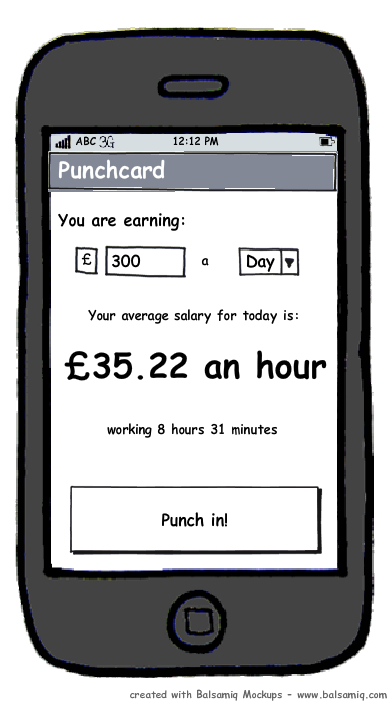 ABC 3G 12:12 PM
Punchcard
You are earning:
£ 300 a Day
Your average salary for today is:
£35.22 an hour
working 8 hours 31 minutes
Punch in!
created with Balsamiq Mockups - www.balsamiq.com